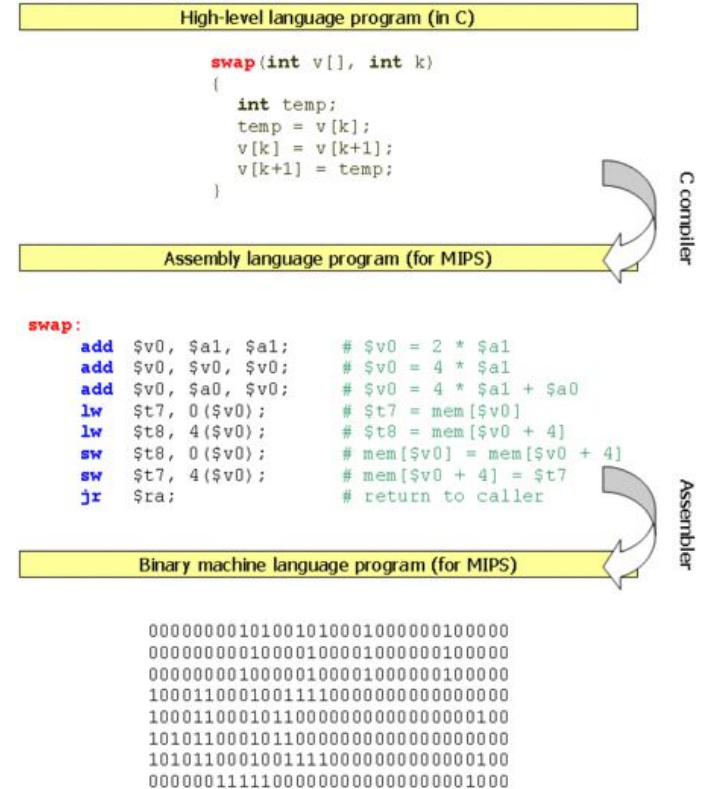 High-level language program (in C)
swap(int v[], int k)
{
int temp;
temp = v[k];
v[k] = v[k+1];
v[k+1] = temp;
}
C compiler
Assembly language program (for MIPS)
swap:
add $v0, $a1, $a1; # $v0 = 2 * $a1
add $v0, $v0, $v0; # $v0 = 4 * $a1
add $v0, $a0, $v0; # $v0 = 4 * $a1 + $a0
lw $t7, 0($v0); # $t7 = mem[$v0]
lw $t8, 4($v0); # $t8 = mem[$v0 + 4]
sw $t8, 0($v0); # mem[$v0] = mem[$v0 + 4]
sw $t7, 4($v0); # mem[$v0 + 4] = $t7
jr $ra; # return to caller
Assembler
Binary machine language program (for MIPS)
00000000101001010001000000100000
00000000010000100001000000100000
00000000100000100001000000100000
10001100010011110000000000000000
10001100010110000000000000000100
10101100010110000000000000000000
10101100010011110000000000000100
00000011111000000000000000001000